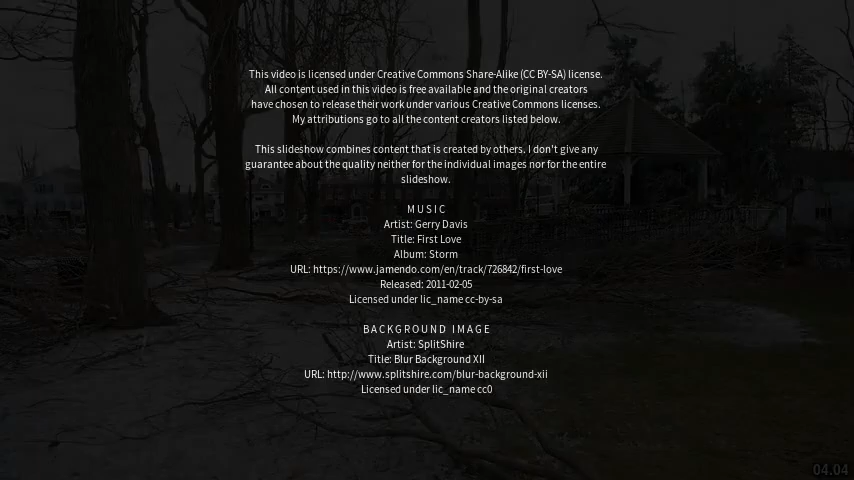 This video is licensed under Creative Commons Share-Alike (CC BY-SA) license.
All content used in this video is free available and the original creators
have chosen to release their work under various Creative Commons licenses.
My attributions go to all the content creators listed below.
This slideshow combines content that is created by others. I don't give any
guarantee about the quality neither for the individual images nor for the entire
slideshow.
MUSIC
Artist: Gerry Davis
Title: First Love
Album: Storm
URL: https://www.jamendo.com/en/track/726842/first-love
Released: 2011-02-05
Licensed under lic_name cc-by-sa
BACKGROUND IMAGE
Artist: SplitShire
Title: Blur Background XII
URL: http://www.splitshire.com/blur-background-xii
Licensed under lic_name cc0
04.04